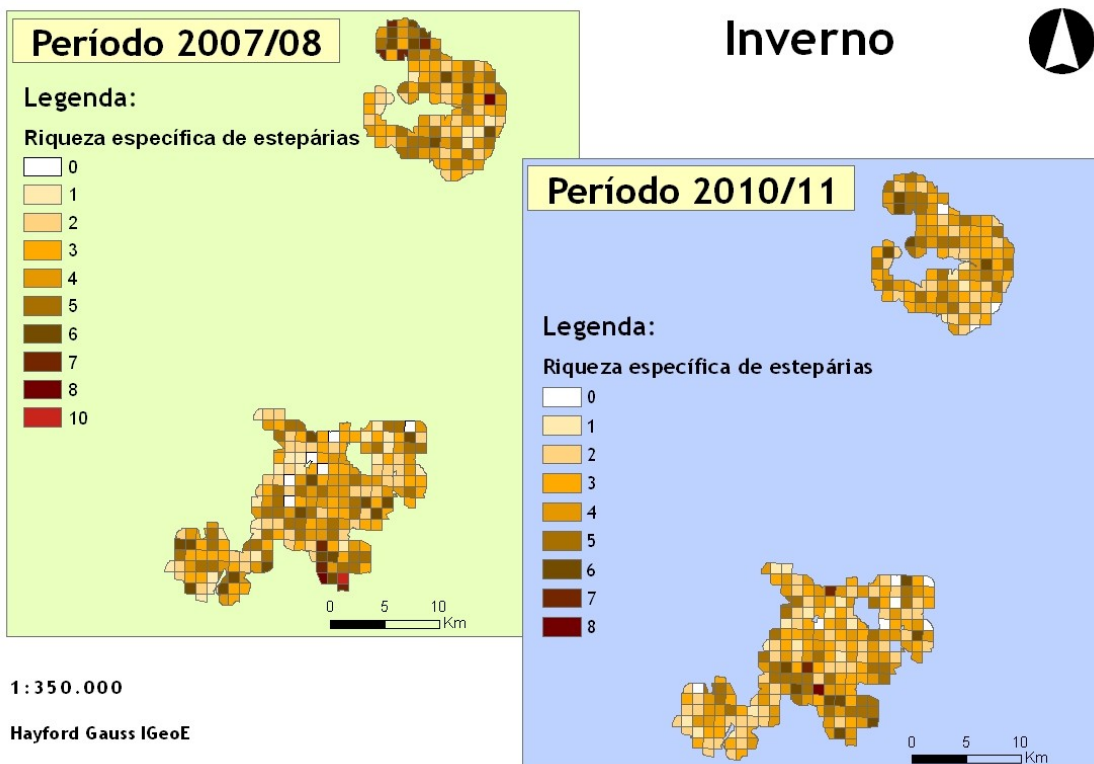 Inverno
Período 2007/08
Legenda:
Riqueza específica de estepárias
0
1
2
3
4
5
6
7
8
10
0 5 10
Km
Período 2010/11
Legenda:
Riqueza específica de estepárias
0
1
2
3
4
5
6
7
8
0 5 10
Km
1:350.000
Hayford Gauss IGeoE